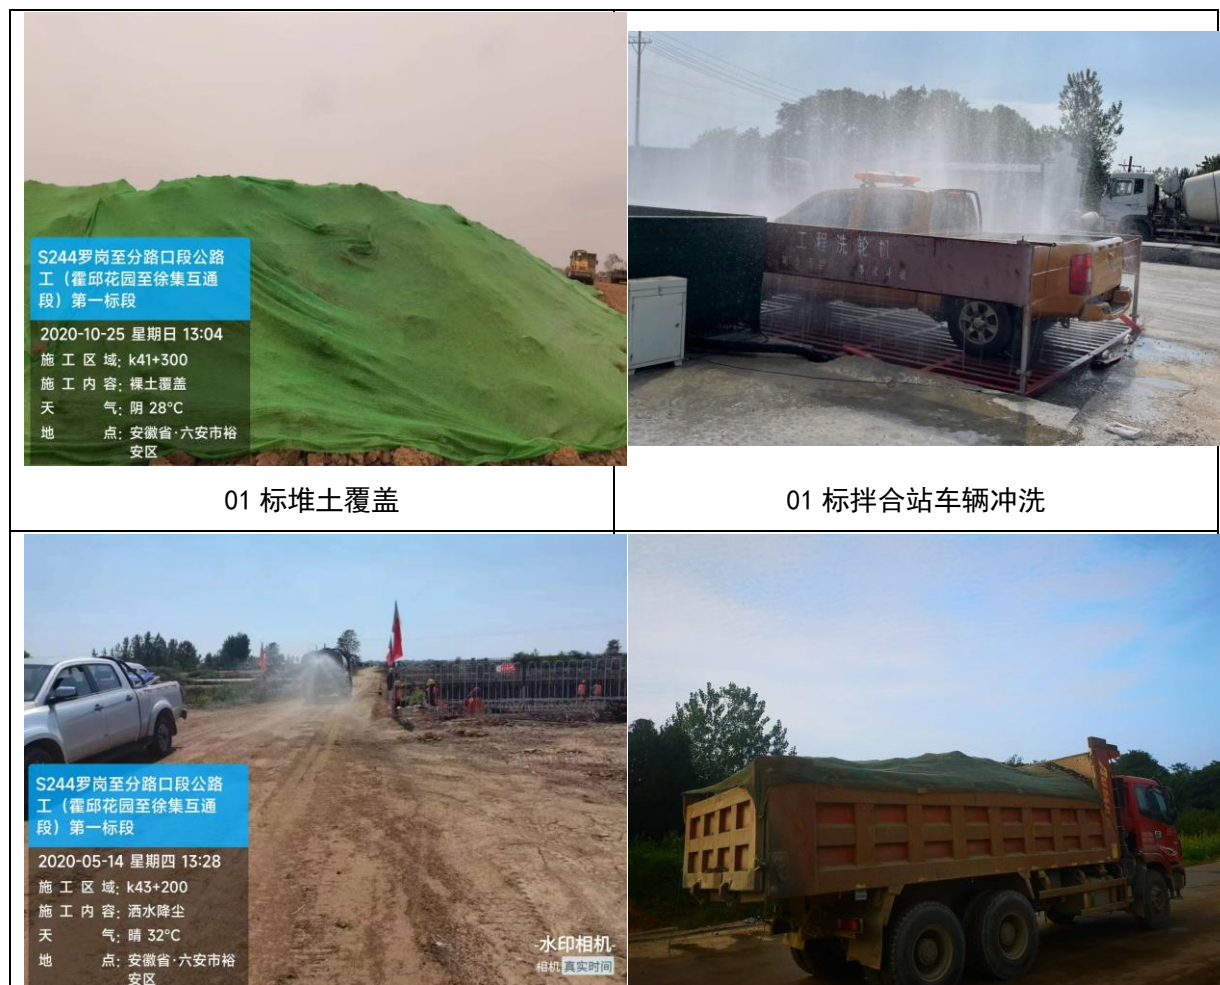 S244罗岗至分路口段公路
工（霍邱花园至徐集互通
段）第一标段
2020-10-25 星期日 13:04
施工区域: k41+300
施工内容: 裸土覆盖
天气: 阴 28°C
地点: 安徽省·六安市裕
安区
工程洗轮机
01 标堆土覆盖
01 标拌合站车辆冲洗
S244罗岗至分路口段公路
工（霍邱花园至徐集互通
段）第一标段
2020-05-14 星期四 13:28
施工区域: k43+200
施工内容: 洒水降尘
天气: 晴 32°C
地点: 安徽省·六安市裕
安区
-水印相机-
相机 真实时间